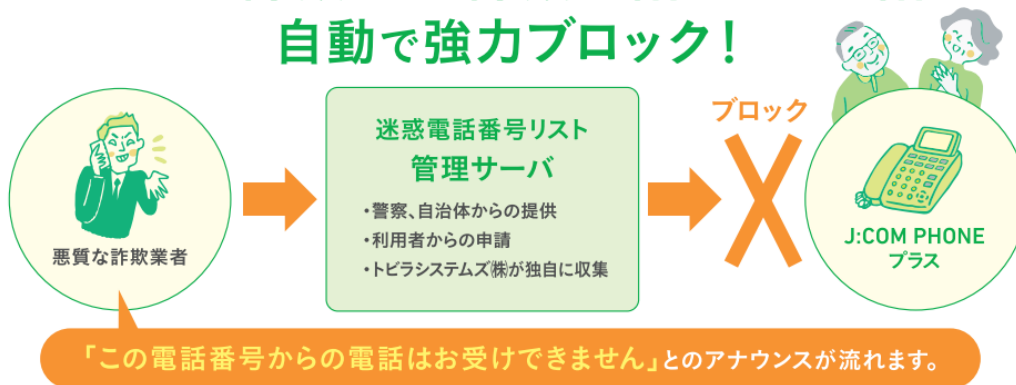 自動で強力ブロック!
悪質な詐欺業者
迷惑電話番号リスト
管理サーバ
・警察、自治体からの提供
・利用者からの申請
・トビラシステムズ㈱が独自に収集
ブロック
J:COM PHONE
プラス
「この電話番号からの電話はお受けできません」とのアナウンスが流れます。